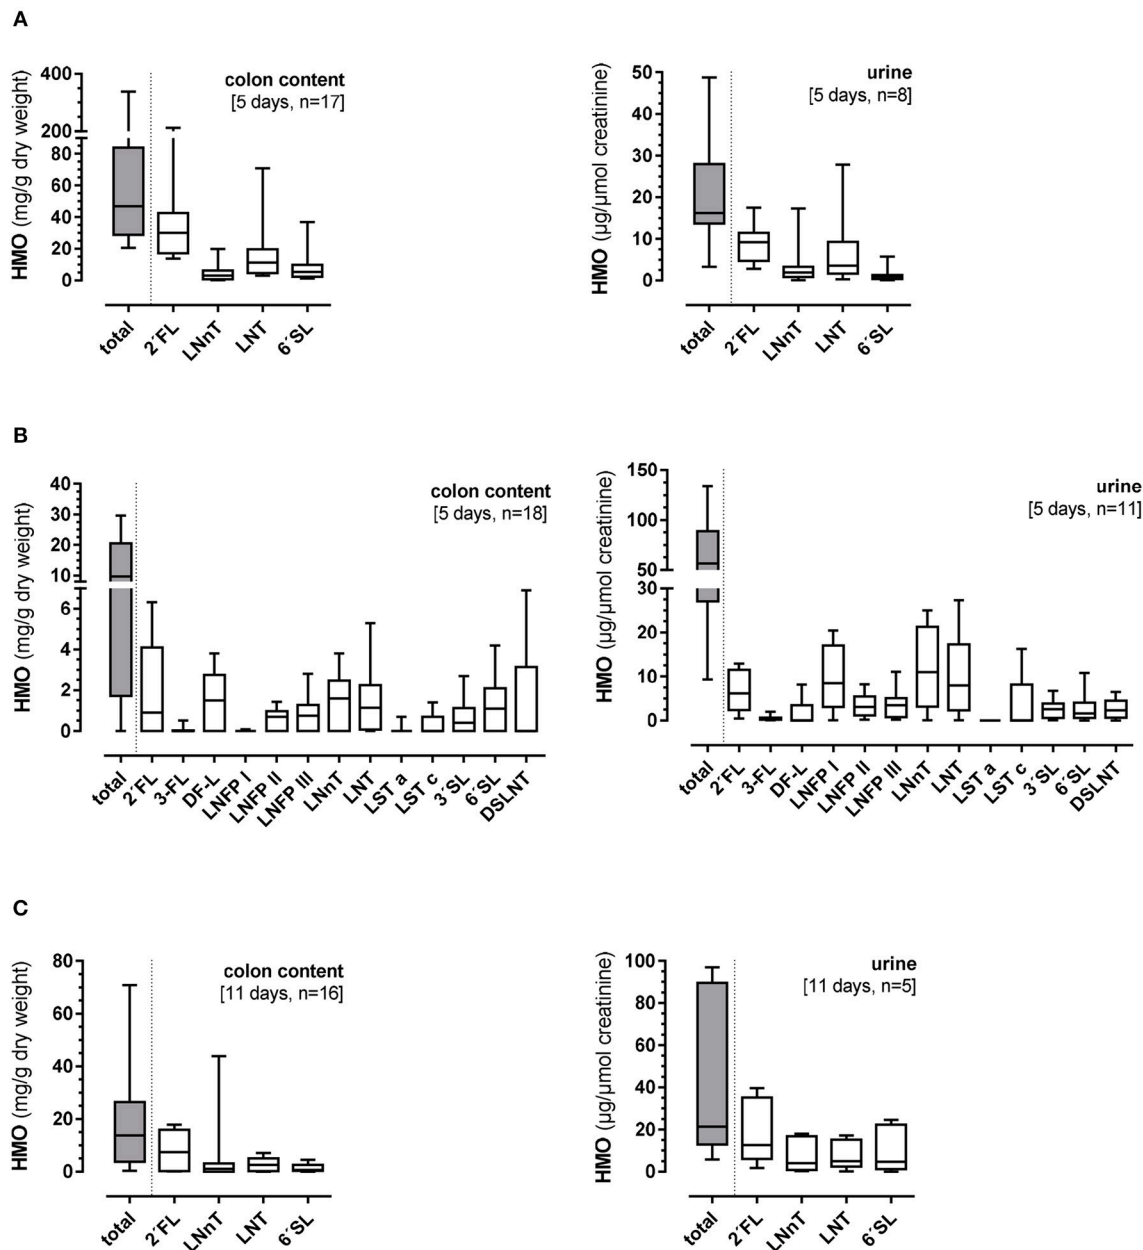 A
HMO (mg/g dry weight)
400
200
80
60
40
20
0
colon content
[5 days, n=17]
total
2´FL
LNnT
LNT
6´SL
HMO (µg/µmol creatinine)
50
40
30
20
10
0
urine
[5 days, n=8]
total
2´FL
LNnT
LNT
6´SL
B
HMO (mg/g dry weight)
40
30
20
10
6
4
2
0
colon content
[5 days, n=18]
total
2´FL
3-FL
DF-L
LNFP I
LNFP II
LNFP III
LNnT
LNT
LST a
LST c
3´SL
6´SL
DSLNT
HMO (µg/µmol creatinine)
150
100
50
30
20
10
0
urine
[5 days, n=11]
total
2´FL
3-FL
DF-L
LNFP I
LNFP II
LNFP III
LNnT
LNT
LST a
LST c
3´SL
6´SL
DSLNT
C
HMO (mg/g dry weight)
80
60
40
20
0
colon content
[11 days, n=16]
total
2´FL
LNnT
LNT
6´SL
HMO (µg/µmol creatinine)
100
80
60
40
20
0
urine
[11 days, n=5]
total
2´FL
LNnT
LNT
6´SL